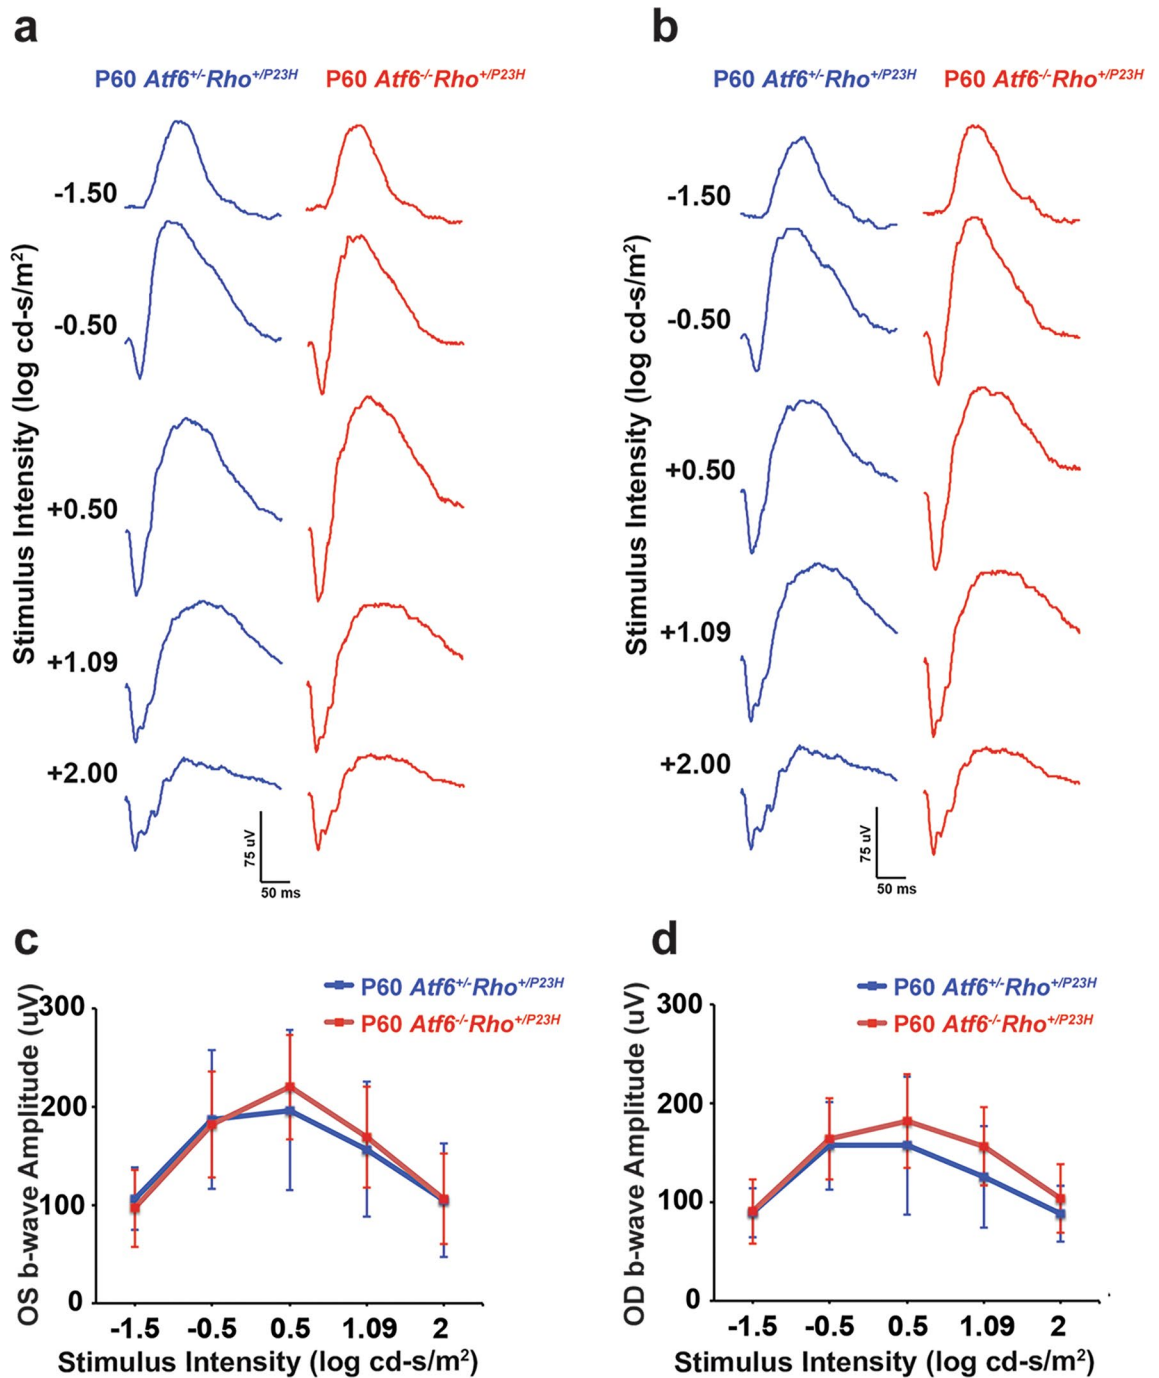 a
P60 Atf6+/-Rho+/P23H P60 Atf6-/-Rho+/P23H
Stimulus Intensity (log cd-s/m2)
-1.50
-0.50
+0.50
+1.09
+2.00
75 uV
50 ms
b
P60 Atf6+/-Rho+/P23H P60 Atf6-/-Rho+/P23H
Stimulus Intensity (log cd-s/m2)
-1.50
-0.50
+0.50
+1.09
+2.00
75 uV
50 ms
c
P60 Atf6+/-Rho+/P23H
P60 Atf6-/-Rho+/P23H
OS b-wave Amplitude (uV)
300
200
100
0
-1.5 -0.5 0.5 1.09 2
Stimulus Intensity (log cd-s/m2)
d
P60 Atf6+/-Rho+/P23H
P60 Atf6-/-Rho+/P23H
OD b-wave Amplitude (uV)
300
200
100
0
-1.5 -0.5 0.5 1.09 2
Stimulus Intensity (log cd-s/m2)